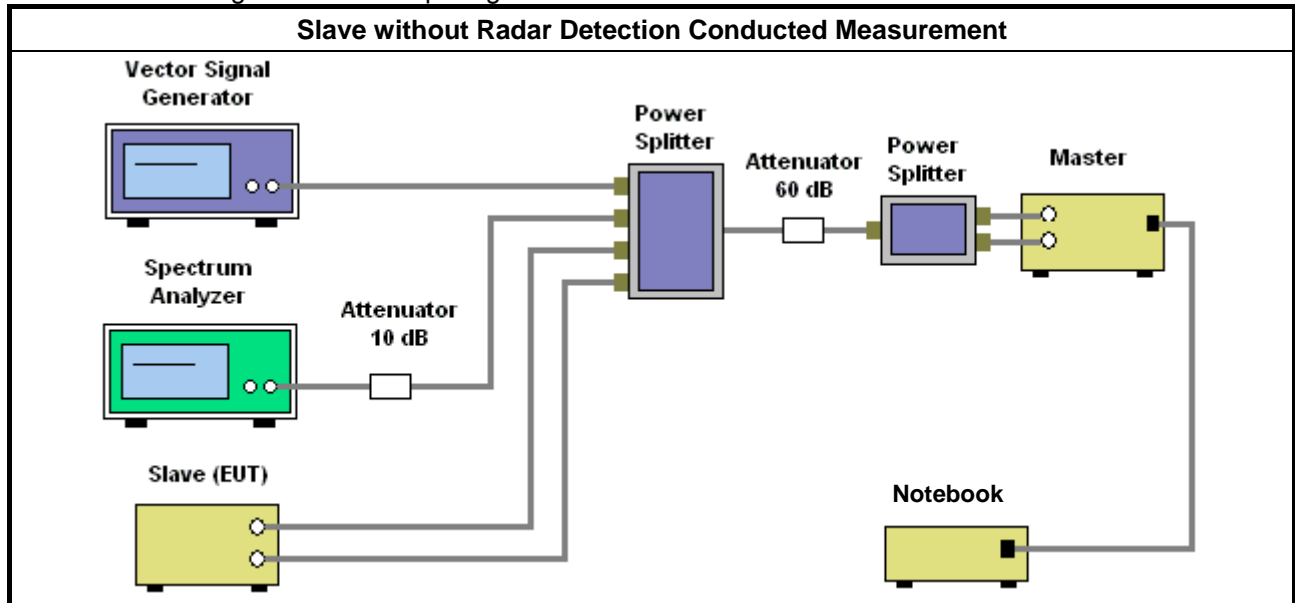 Slave without Radar Detection Conducted Measurement
Vector Signal
Generator
Power
Splitter
Attenuator
60 dB
Power
Splitter
Master
Spectrum
Analyzer
Attenuator
10 dB
Slave (EUT)
Notebook